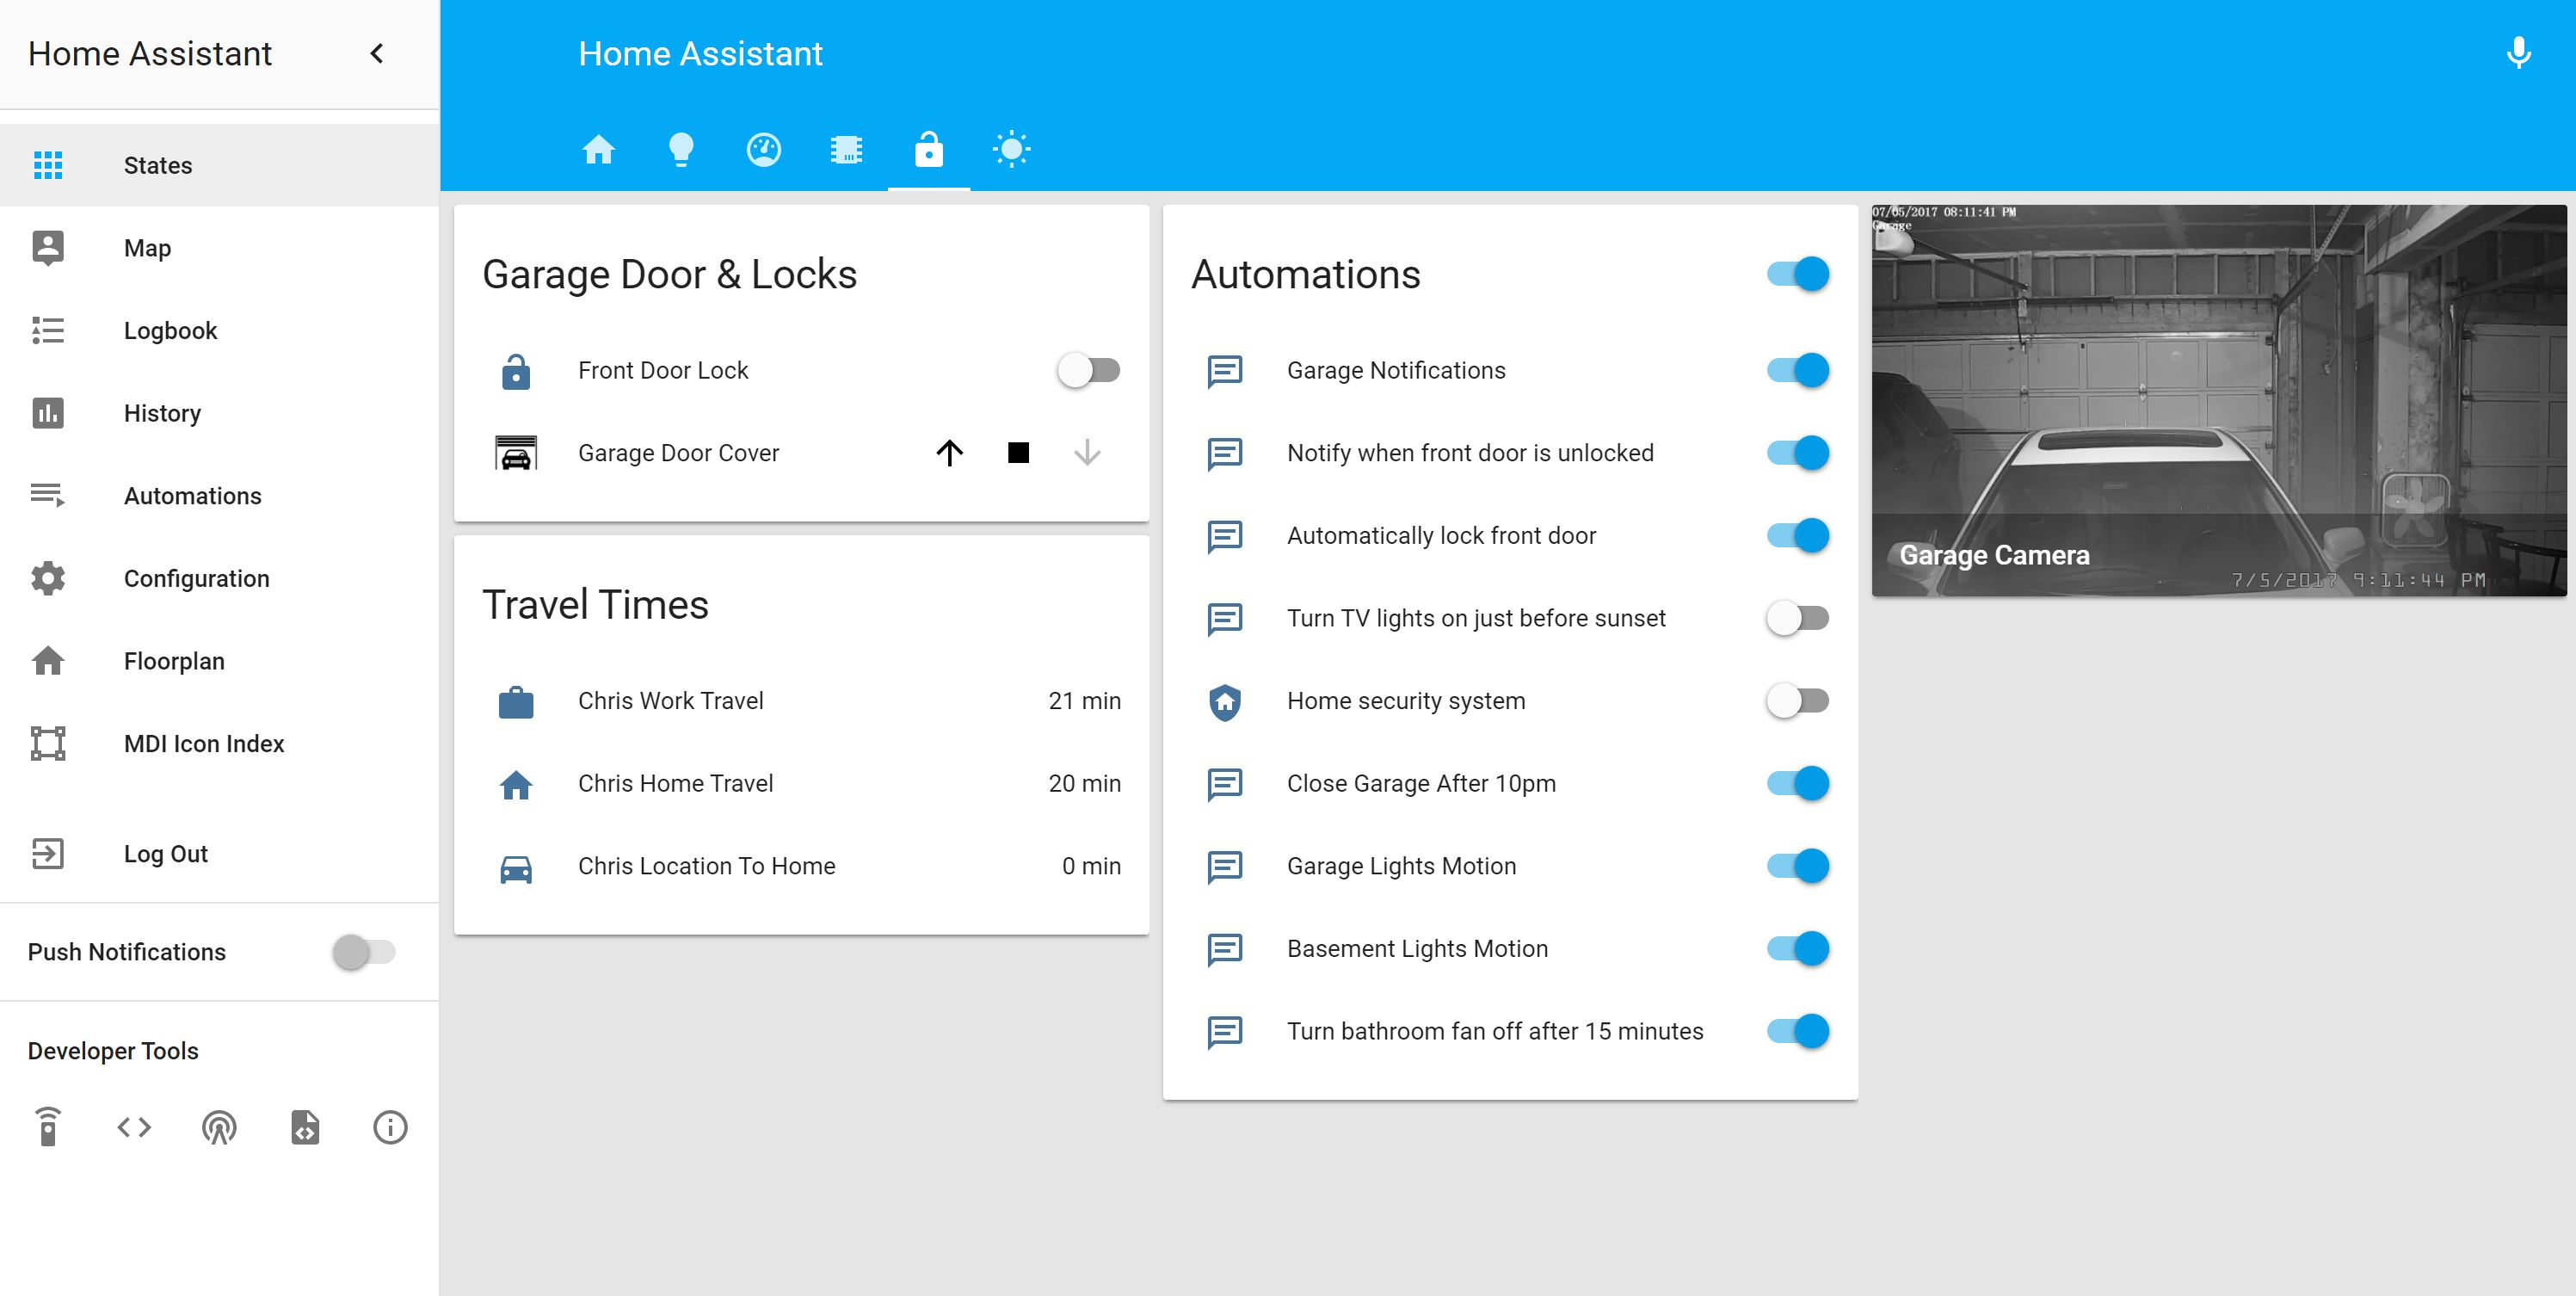 Home Assistant
States
Map
Logbook
History
Automations
Configuration
Floorplan
MDI Icon Index
Log Out
Push Notifications
Developer Tools
Home Assistant
Garage Door & Locks
Front Door Lock
Garage Door Cover
Travel Times
Chris Work Travel 21 min
Chris Home Travel 20 min
Chris Location To Home 0 min
Automations
Garage Notifications
Notify when front door is unlocked
Automatically lock front door
Turn TV lights on just before sunset
Home security system
Close Garage After 10pm
Garage Lights Motion
Basement Lights Motion
Turn bathroom fan off after 15 minutes
07/05/2017 08:11:41 PM
Garage
Garage Camera
7/5/2017 9:11:44 PM